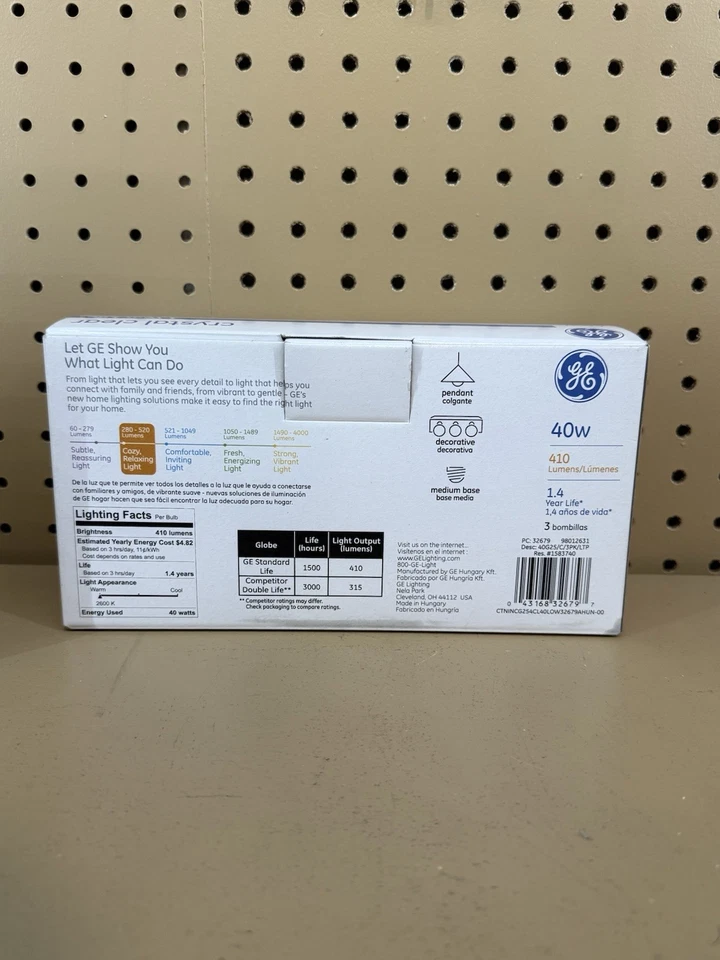 crystal clear
Let GE Show You
What Light Can Do
From light that lets you see every detail to light that helps you
connect with family and friends, from vibrant to gentle - GE's
new home lighting solutions make it easy to find the right light
for your home.
60 - 279
Lumens
Subtle,
Reassuring
Light
280 - 520
Lumens
Cozy,
Relaxing
Light
521 - 1049
Lumens
Comfortable,
Inviting
Light
1050 - 1489
Lumens
Fresh,
Energizing
Light
1490 - 4000
Lumens
Strong,
Vibrant
Light
De la luz que te permite ver todos los detalles a la luz que le ayuda a conectarse
con familiares y amigos, de vibrante suave - nuevas soluciones de iluminación
de GE hogar hacen que sea fácil encontrar la luz adecuada para su hogar.
Lighting Facts Per Bulb
Brightness 410 lumens
Estimated Yearly Energy Cost $4.82
Based on 3 hrs/day, 11¢/kWh
Cost depends on rates and use
Life
Based on 3 hrs/day 1.4 years
Light Appearance
Warm Cool
2600 K
Energy Used 40 watts
Globe Life (hours) Light Output (lumens)
GE Standard Life 1500 410
Competitor Double Life** 3000 315
** Competitor ratings may differ.
Check packaging to compare ratings.
pendant
colgante
decorative
decorativa
medium base
base media
Visit us on the internet...
Visítenos en el internet:
www.GELighting.com
800-GE-Light
Manufactured by GE Hungary Kft.
Fabricado por GE Hungría Kft.
GE Lighting
Nela Park
Cleveland, OH 44112 USA
Made in Hungary
Fabricado en Hungría
GE
40w
410
Lumens/Lúmenes
1.4
Year Life*
1,4 años de vida*
3 bombillas
PC: 32679 98012631
Desc: 40G25/C/3PK/LTP
Res. #1583740
0 43168 32679 7
CTNINCG254CL40LOW32679AHUN-00